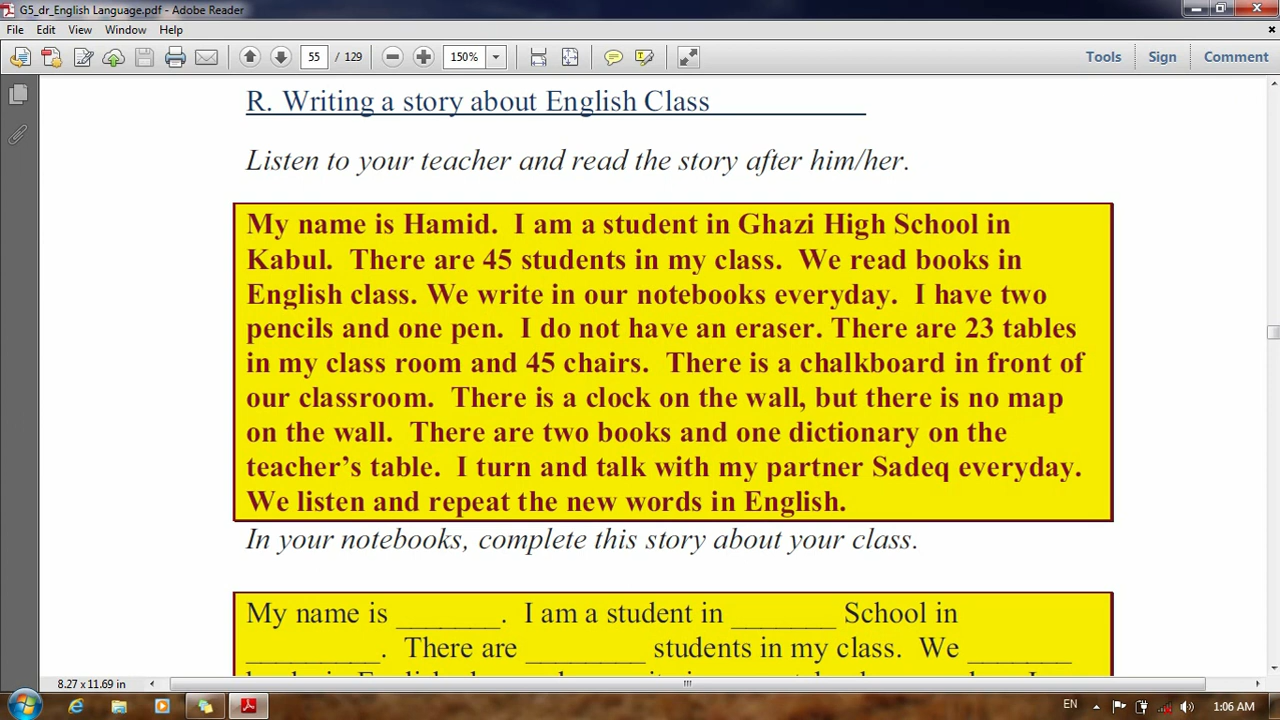 G5_dr_English Language.pdf - Adobe Reader
File Edit View Window Help
55 / 129 150% Tools Sign Comment
R. Writing a story about English Class
Listen to your teacher and read the story after him/her.
My name is Hamid. I am a student in Ghazi High School in
Kabul. There are 45 students in my class. We read books in
English class. We write in our notebooks everyday. I have two
pencils and one pen. I do not have an eraser. There are 23 tables
in my class room and 45 chairs. There is a chalkboard in front of
our classroom. There is a clock on the wall, but there is no map
on the wall. There are two books and one dictionary on the
teacher’s table. I turn and talk with my partner Sadeq everyday.
We listen and repeat the new words in English.
In your notebooks, complete this story about your class.
My name is _______. I am a student in _______ School in
_________. There are ________ students in my class. We _______
8.27 x 11.69 in
EN 1:06 AM